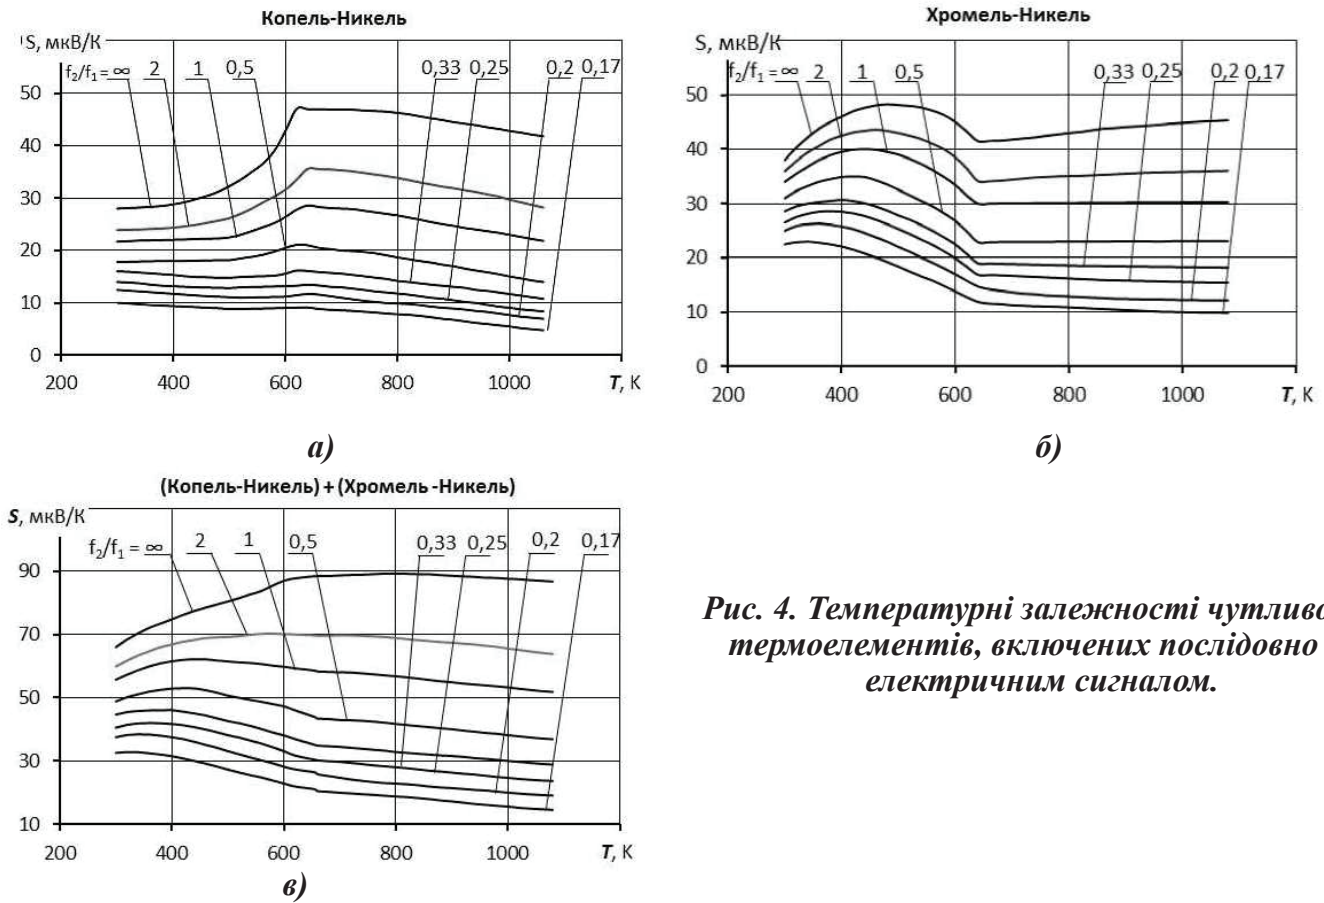 Копель-Никель
S, мкВ/К
f₂/f₁ = ∞ 2 1 0,5 0,33 0,25 0,2 0,17
50
40
30
20
10
0
200 400 600 800 1000 T, К
а)
Хромель-Никель
S, мкВ/К
f₂/f₁ = ∞ 2 1 0,5 0,33 0,25 0,2 0,17
50
40
30
20
10
0
200 400 600 800 1000 T, К
б)
(Копель-Никель) + (Хромель -Никель)
S, мкВ/К
f₂/f₁ = ∞ 2 1 0,5 0,33 0,25 0,2 0,17
90
70
50
30
10
200 400 600 800 1000 T, К
в)
Рис. 4. Температурні залежності чутливо
термоелементів, включених послідовно
електричним сигналом.